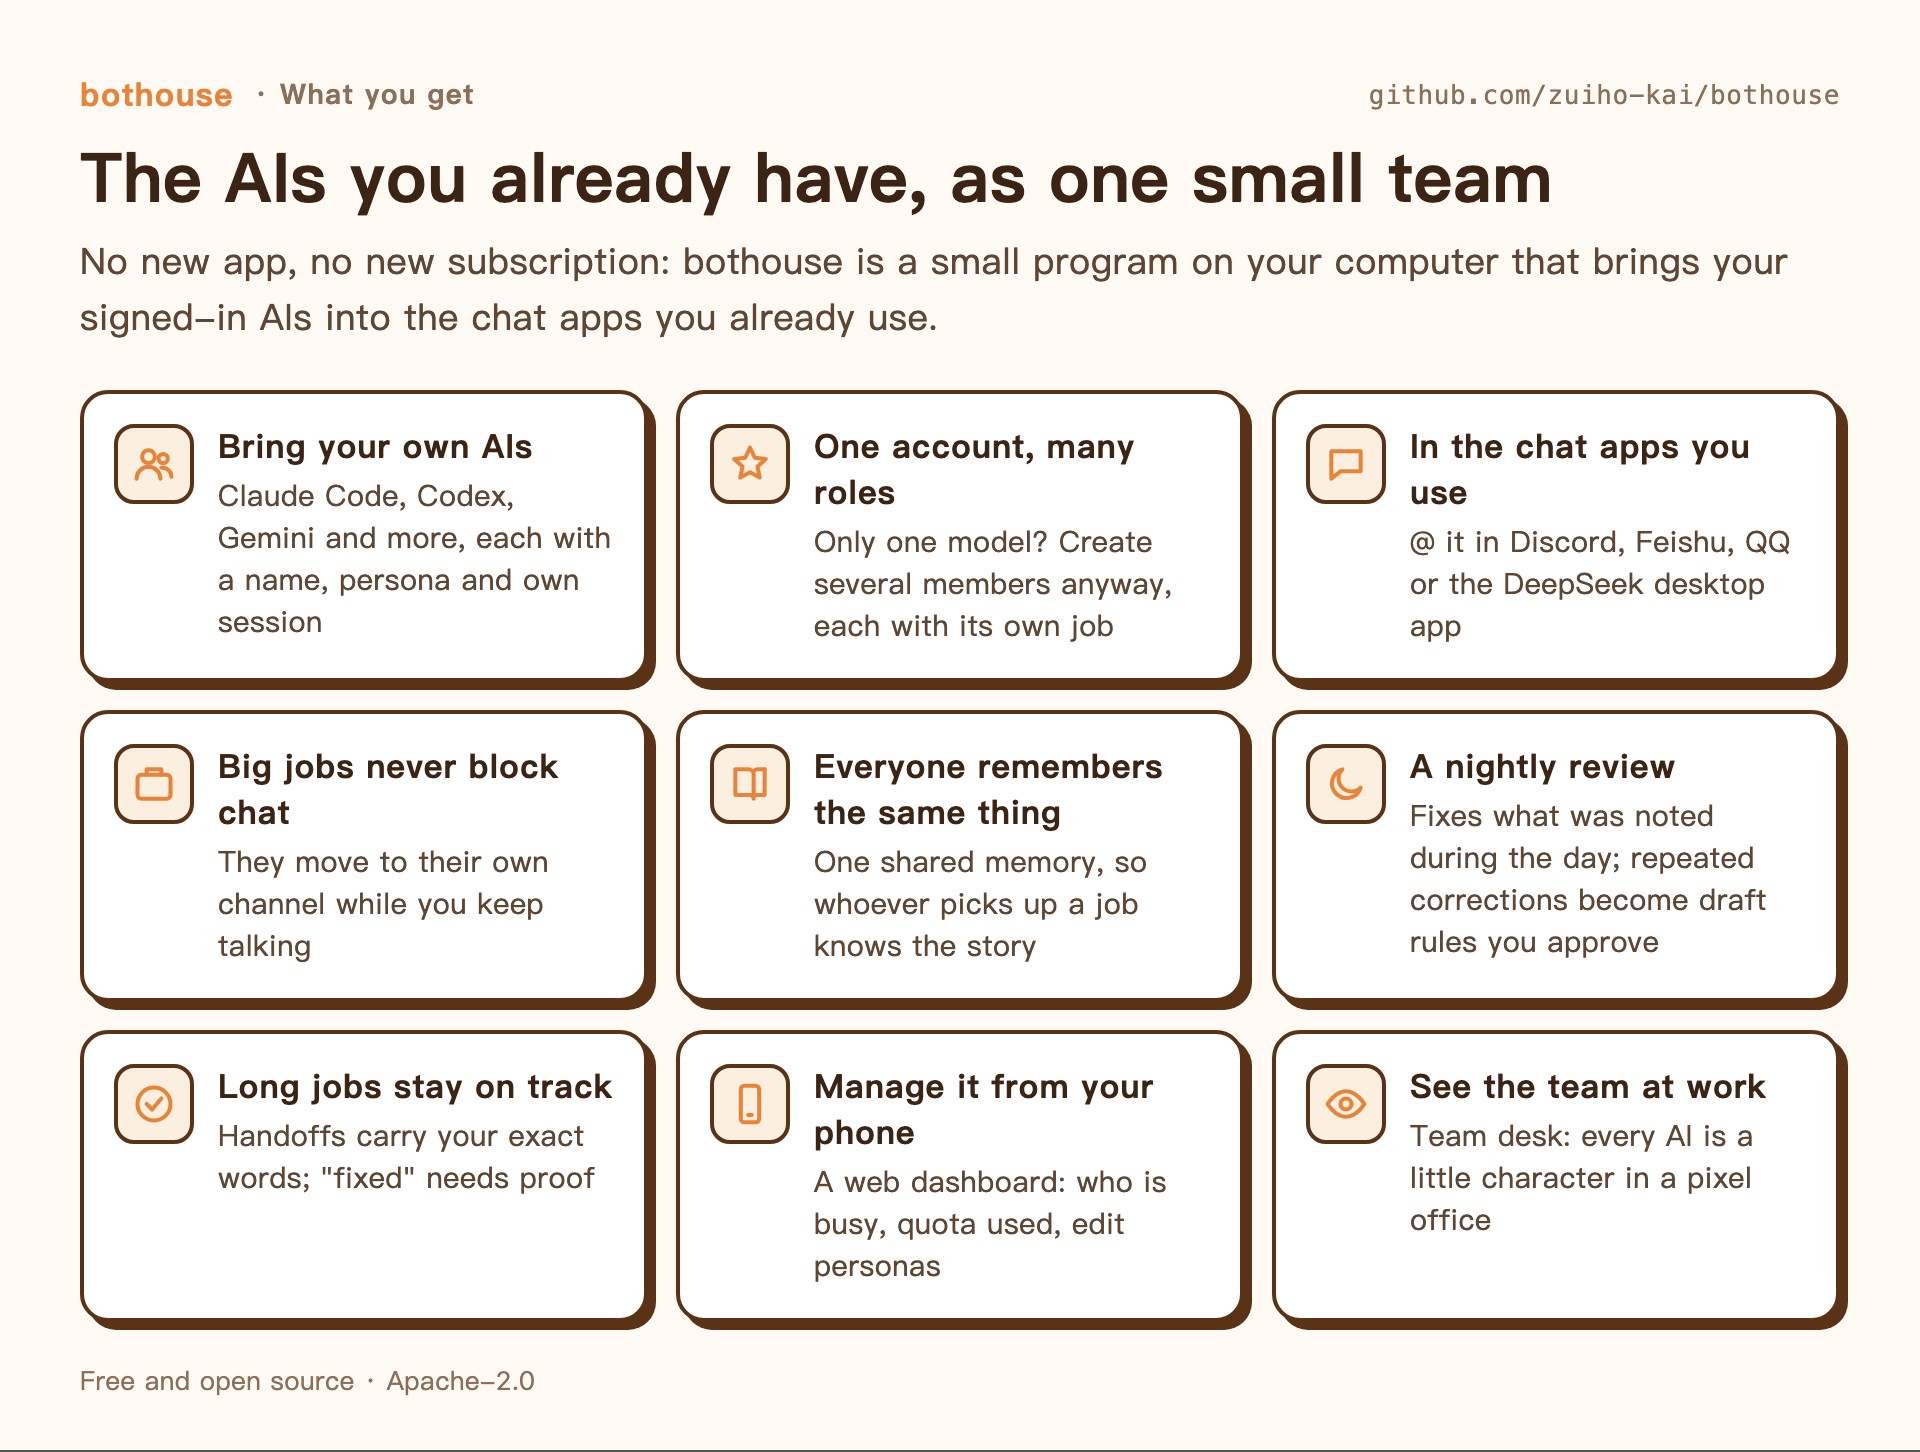 bothouse · What you get
github.com/zuiho-kai/bothouse
The AIs you already have, as one small team
No new app, no new subscription: bothouse is a small program on your computer that brings your
signed-in AIs into the chat apps you already use.
Bring your own AIs
Claude Code, Codex,
Gemini and more, each with
a name, persona and own
session
One account, many
roles
Only one model? Create
several members anyway,
each with its own job
In the chat apps you
use
@ it in Discord, Feishu, QQ
or the DeepSeek desktop
app
Big jobs never block
chat
They move to their own
channel while you keep
talking
Everyone remembers
the same thing
One shared memory, so
whoever picks up a job
knows the story
A nightly review
Fixes what was noted
during the day; repeated
corrections become draft
rules you approve
Long jobs stay on track
Handoffs carry your exact
words; "fixed" needs proof
Manage it from your
phone
A web dashboard: who is
busy, quota used, edit
personas
See the team at work
Team desk: every AI is a
little character in a pixel
office
Free and open source · Apache-2.0